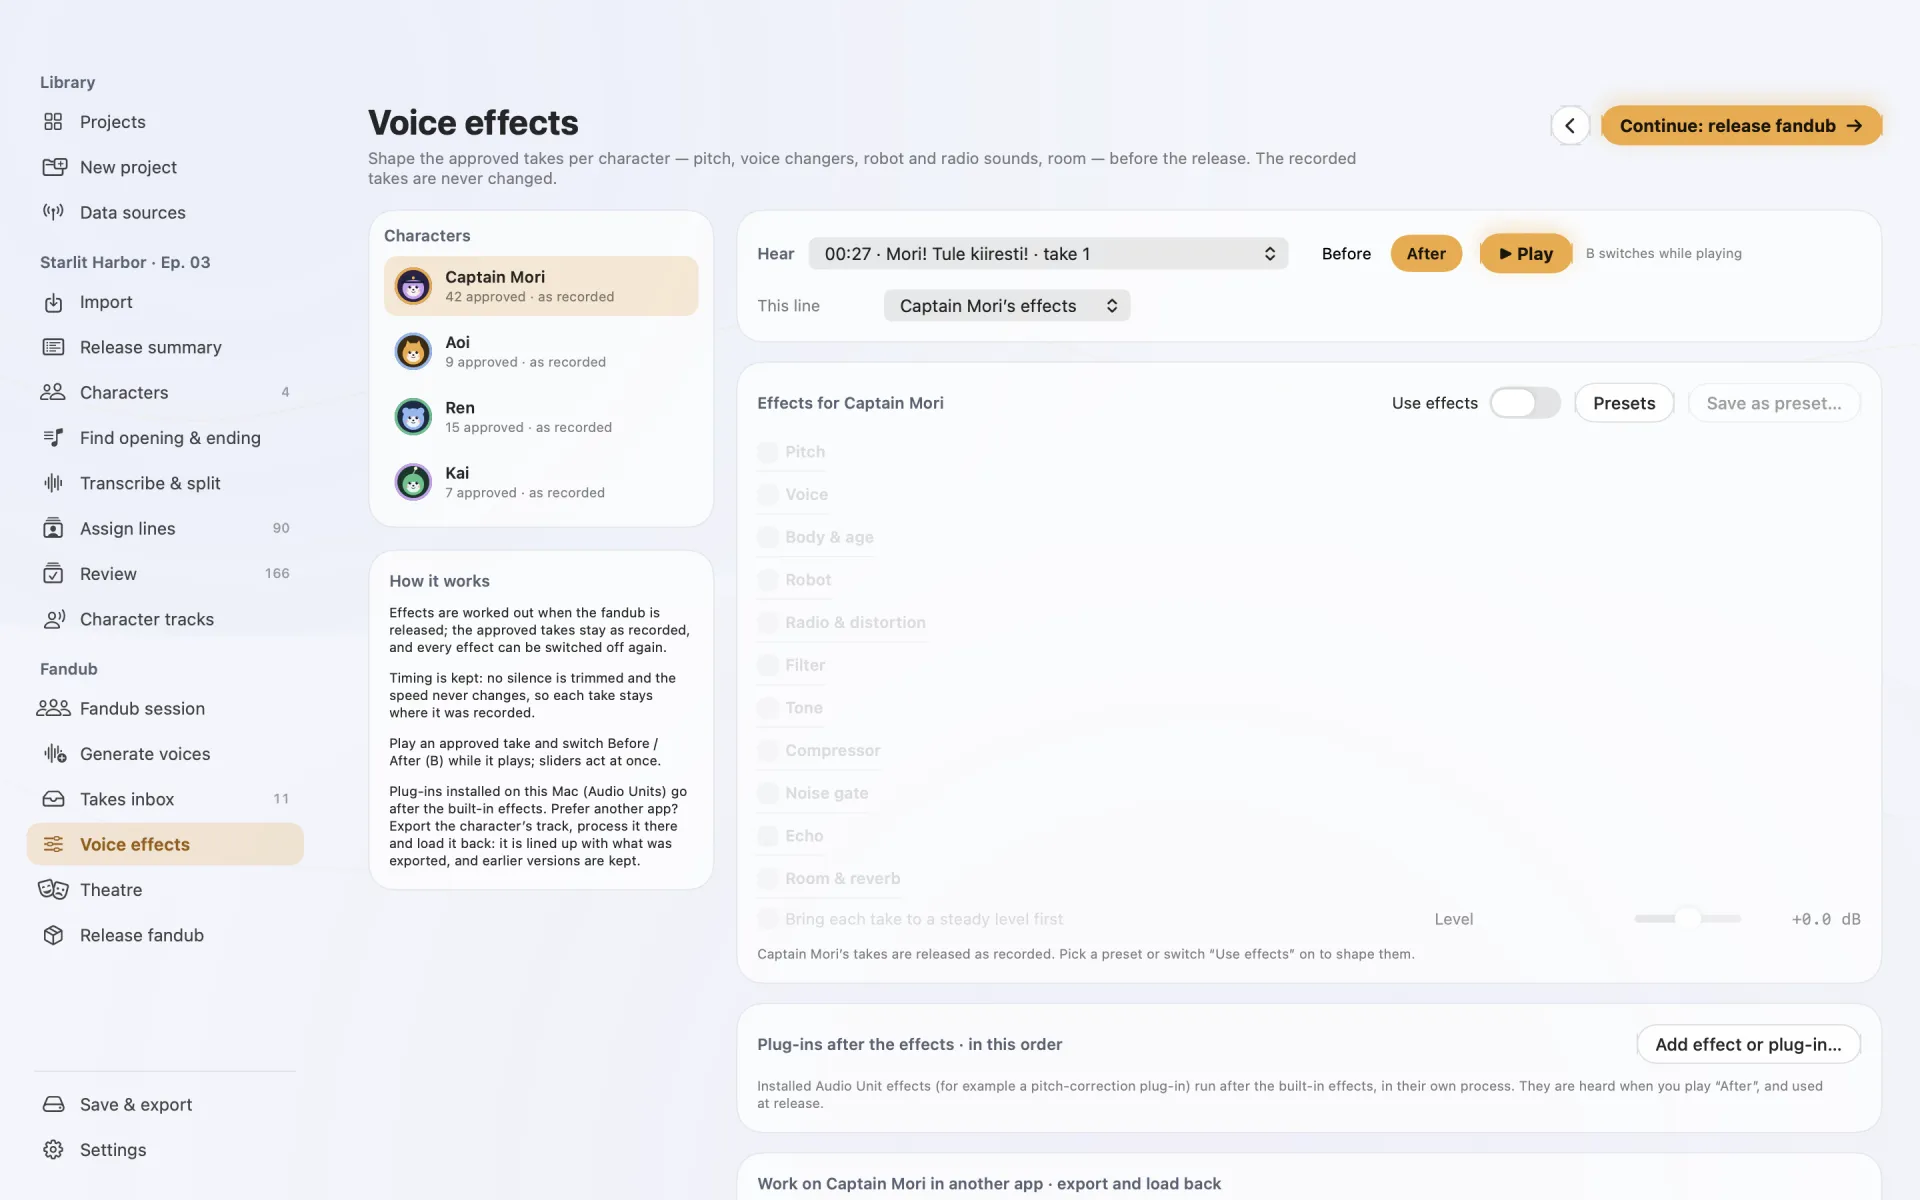 Library
Projects
New project
Data sources
Starlit Harbor · Ep. 03
Import
Release summary
Characters 4
Find opening & ending
Transcribe & split
Assign lines 90
Review 166
Character tracks
Fandub
Fandub session
Generate voices
Takes inbox 11
Voice effects
Theatre
Release fandub
Save & export
Settings
Voice effects
Shape the approved takes per character — pitch, voice changers, robot and radio sounds, room — before the release. The recorded
takes are never changed.
Continue: release fandub →
Characters
Captain Mori
42 approved · as recorded
Aoi
9 approved · as recorded
Ren
15 approved · as recorded
Kai
7 approved · as recorded
How it works
Effects are worked out when the fandub is
released; the approved takes stay as recorded,
and every effect can be switched off again.
Timing is kept: no silence is trimmed and the
speed never changes, so each take stays
where it was recorded.
Play an approved take and switch Before /
After (B) while it plays; sliders act at once.
Plug-ins installed on this Mac (Audio Units) go
after the built-in effects. Prefer another app?
Export the character's track, process it there
and load it back: it is lined up with what was
exported, and earlier versions are kept.
Hear 00:27 · Mori! Tule kiiresti! · take 1 Before After Play B switches while playing
This line Captain Mori's effects
Effects for Captain Mori Use effects Presets Save as preset...
Pitch
Voice
Body & age
Robot
Radio & distortion
Filter
Tone
Compressor
Noise gate
Echo
Room & reverb
Bring each take to a steady level first Level +0.0 dB
Captain Mori's takes are released as recorded. Pick a preset or switch "Use effects" on to shape them.
Plug-ins after the effects · in this order Add effect or plug-in...
Installed Audio Unit effects (for example a pitch-correction plug-in) run after the built-in effects, in their own process. They are heard when you play "After", and used
at release.
Work on Captain Mori in another app · export and load back